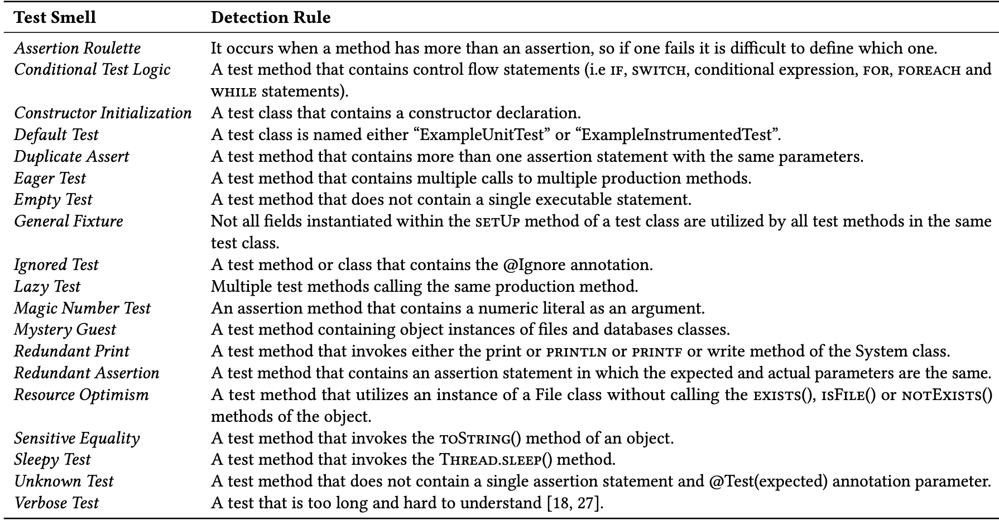 Test Smell Detection Rule
Assertion Roulette It occurs when a method has more than an assertion, so if one fails it is difficult to define which one.
Conditional Test Logic A test method that contains control flow statements (i.e IF, SWITCH, conditional expression, FOR, FOREACH and
WHILE statements).
Constructor Initialization A test class that contains a constructor declaration.
Default Test A test class is named either “ExampleUnitTest” or “ExampleInstrumentedTest”.
Duplicate Assert A test method that contains more than one assertion statement with the same parameters.
Eager Test A test method that contains multiple calls to multiple production methods.
Empty Test A test method that does not contain a single executable statement.
General Fixture Not all fields instantiated within the SETUP method of a test class are utilized by all test methods in the same
test class.
Ignored Test A test method or class that contains the @Ignore annotation.
Lazy Test Multiple test methods calling the same production method.
Magic Number Test An assertion method that contains a numeric literal as an argument.
Mystery Guest A test method containing object instances of files and databases classes.
Redundant Print A test method that invokes either the print or PRINTLN or PRINTF or write method of the System class.
Redundant Assertion A test method that contains an assertion statement in which the expected and actual parameters are the same.
Resource Optimism A test method that utilizes an instance of a File class without calling the EXISTS(), ISFILE() or NOTEXISTS()
methods of the object.
Sensitive Equality A test method that invokes the TOSTRING() method of an object.
Sleepy Test A test method that invokes the THREAD.SLEEP() method.
Unknown Test A test method that does not contain a single assertion statement and @Test(expected) annotation parameter.
Verbose Test A test that is too long and hard to understand [18, 27].